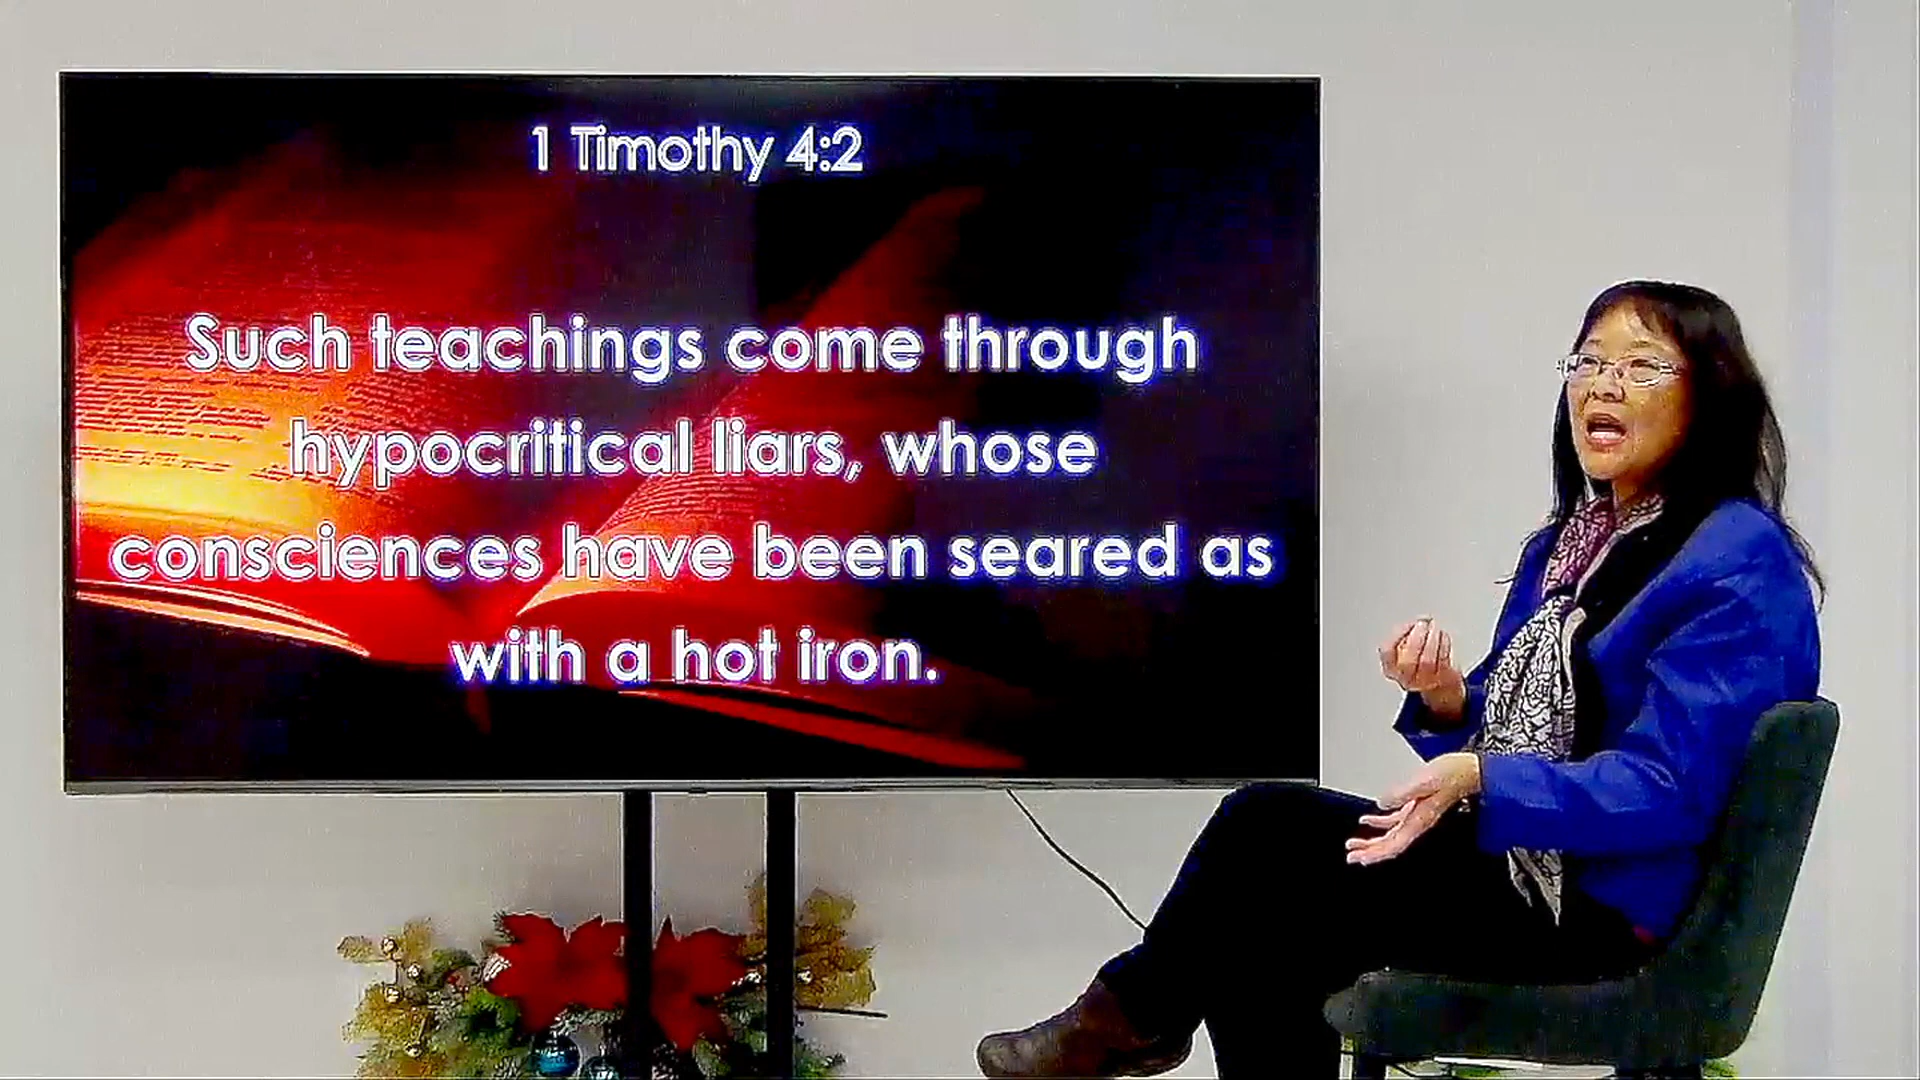 1 Timothy 4:2
Such teachings come through
hypocritical liars, whose
consciences have been seared as
with a hot iron.